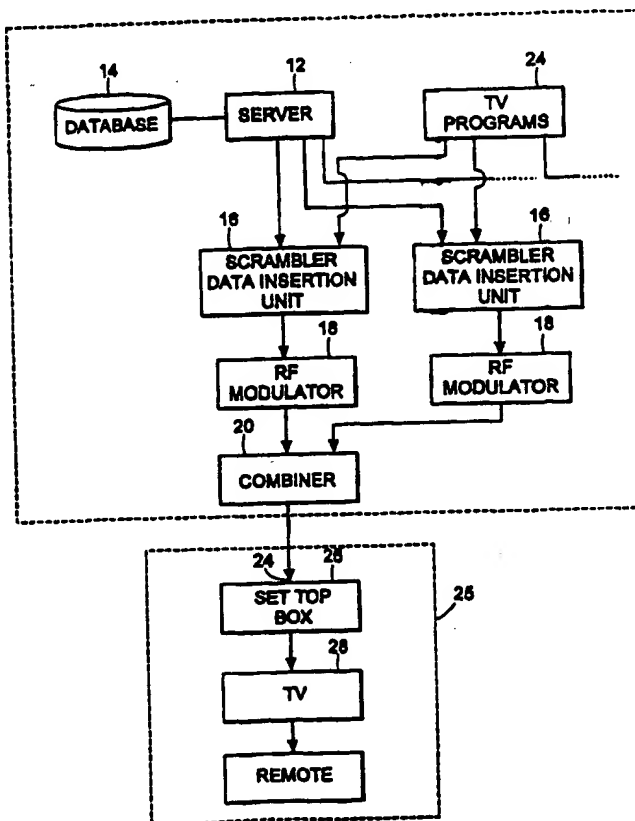 14
12
24
DATABASE
SERVER
TV
PROGRAMS
16
16
SCRAMBLER
DATA INSERTION
UNIT
SCRAMBLER
DATA INSERTION
UNIT
18
18
RF
MODULATOR
RF
MODULATOR
20
COMBINER
24
26
25
SET TOP
BOX
28
TV
REMOTE